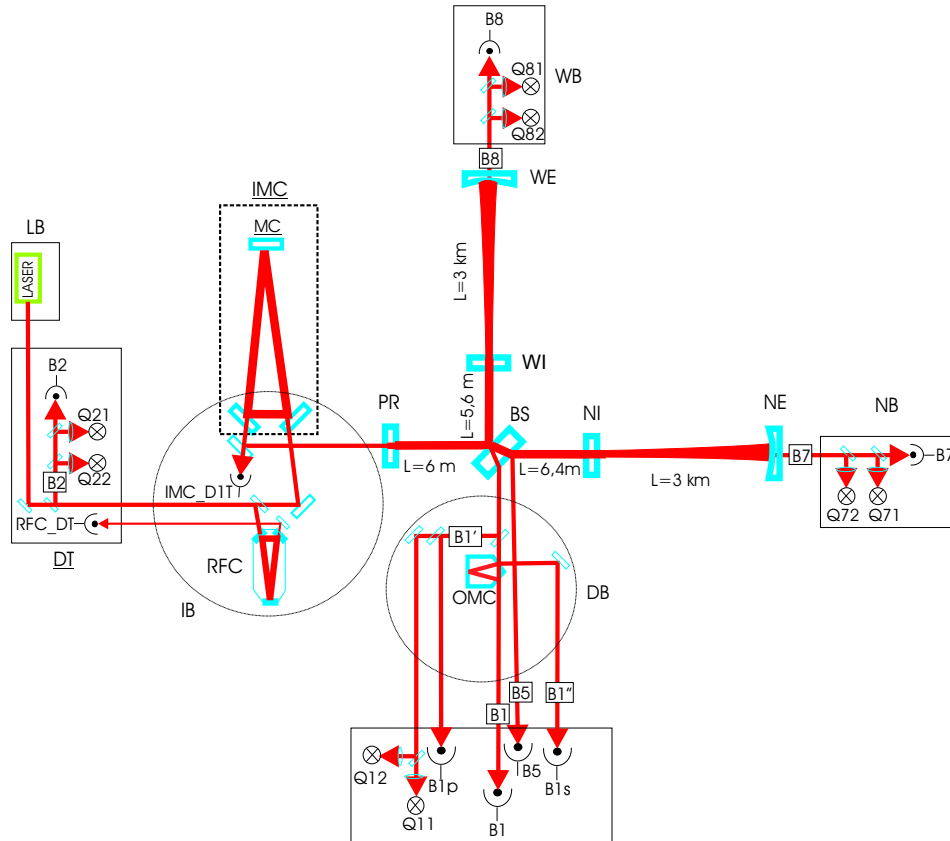 B8
WB
Q81
Q82
B8
WE
IMC
MC
LB
LASER
L=3 km
WI
B2
Q21
Q22
B2
PR
L=5,6 m
BS
NI
NE
NB
L=6 m
L=6,4m
L=3 km
B7
B7
Q72
Q71
IMC_D1T
RFC_DT
DT
RFC
IB
B1'
OMC
DB
B5
B1"
B1
Q12
B1p
B5
B1s
Q11
B1